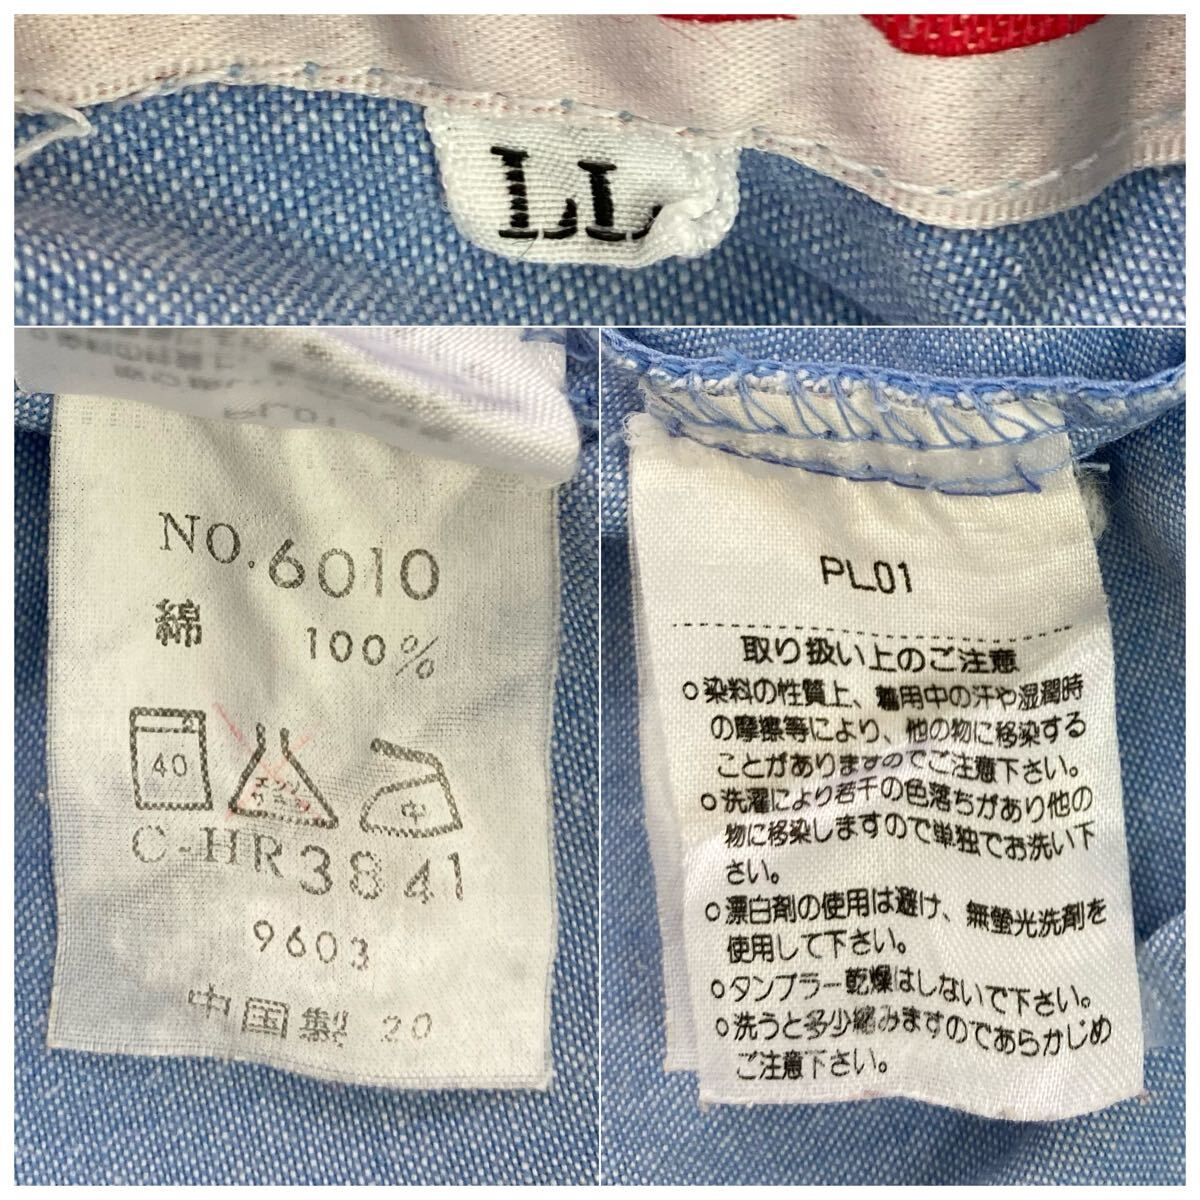 LL
PL01
NO.6010
綿 100%
40
エンソ
サラシ
中
C-HR3841
9603
中国製 20
PL01
取り扱い上のご注意
○染料の性質上、着用中の汗や湿潤時
の摩擦等により、他の物に移染する
ことがありますのでご注意下さい。
○洗濯により若干の色落ちがあり他の
物に移染しますので単独でお洗い下
さい。
○漂白剤の使用は避け、無蛍光洗剤を
使用して下さい。
○タンブラー乾燥はしないで下さい。
○洗うと多少縮みますのであらかじめ
ご注意下さい。